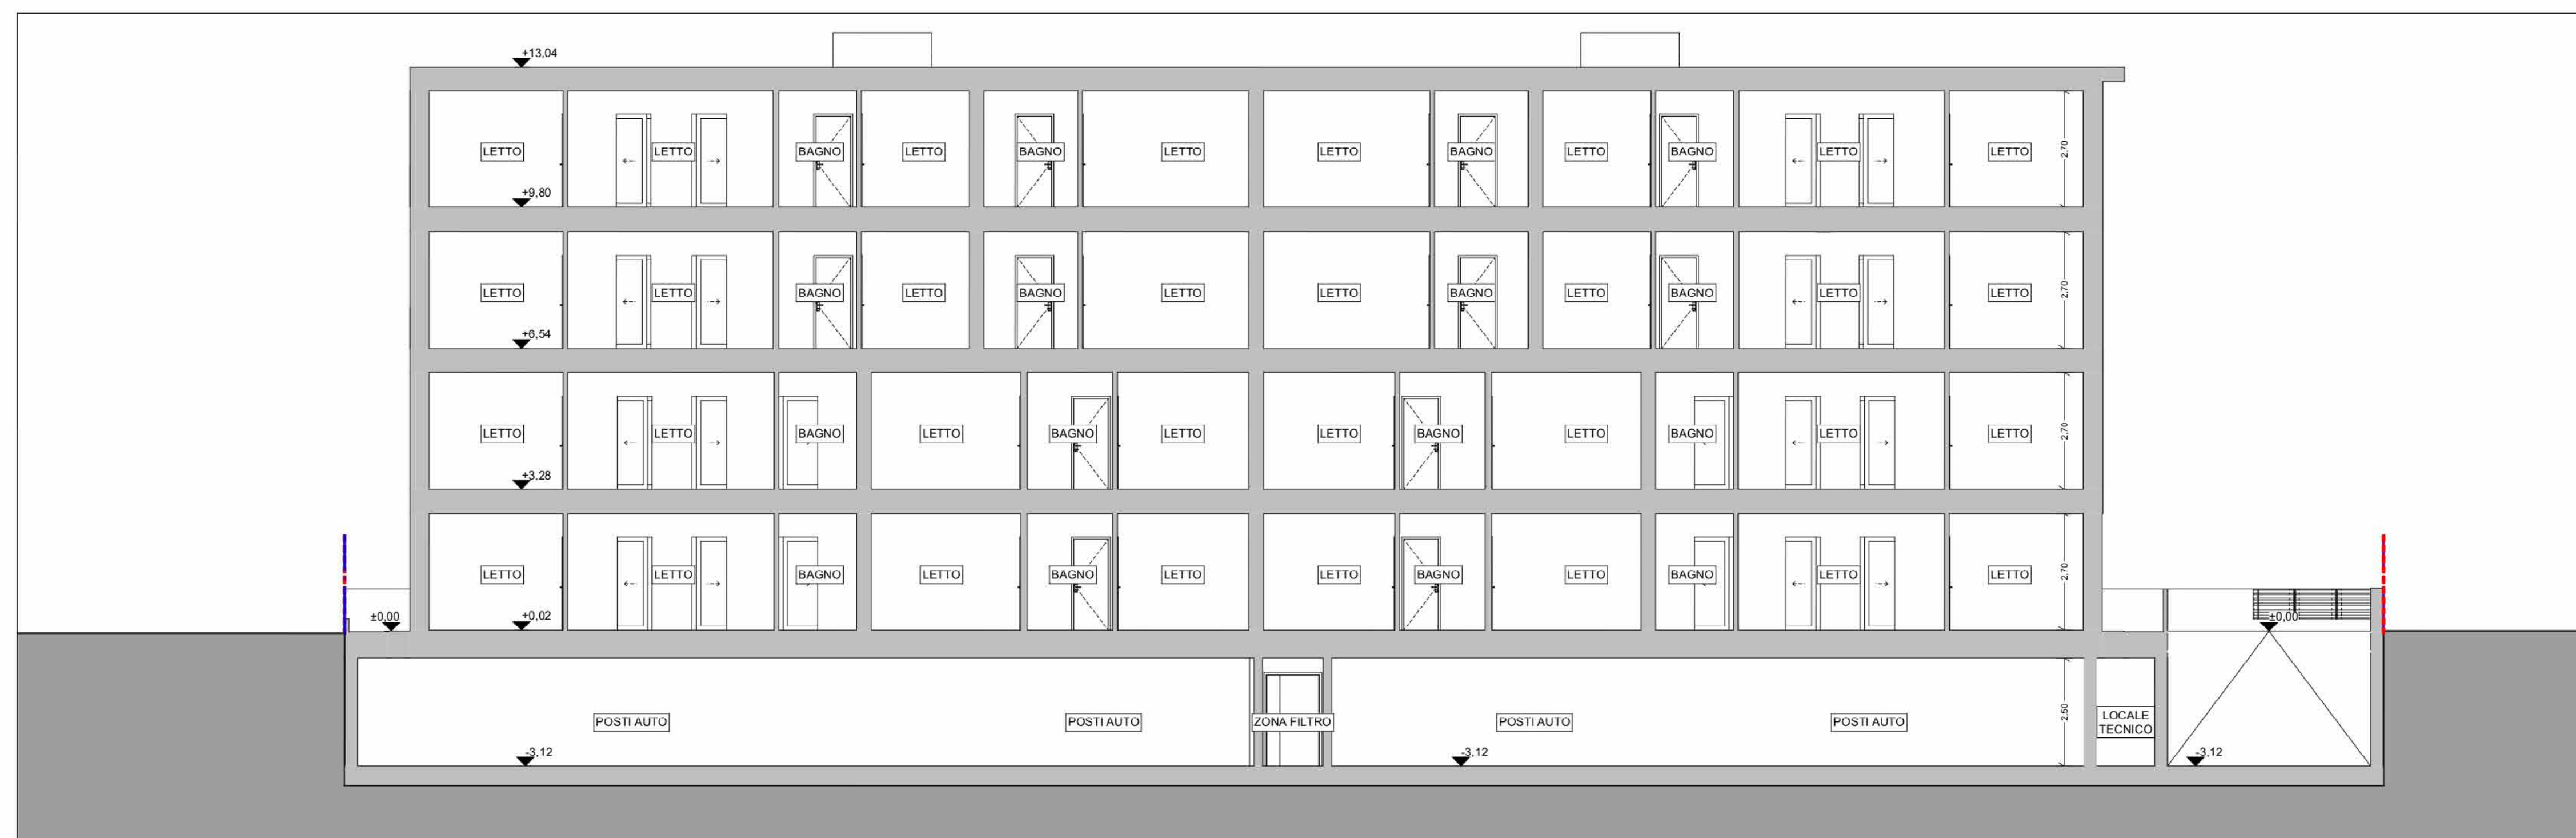 +13,04
LETTO LETTO BAGNO LETTO BAGNO LETTO LETTO BAGNO LETTO BAGNO LETTO LETTO 2,70
+9,80
LETTO LETTO BAGNO LETTO BAGNO LETTO LETTO BAGNO LETTO BAGNO LETTO LETTO 2,70
+6,54
LETTO LETTO BAGNO LETTO BAGNO LETTO LETTO BAGNO LETTO BAGNO LETTO LETTO 2,70
+3,28
LETTO LETTO BAGNO LETTO BAGNO LETTO LETTO BAGNO LETTO BAGNO LETTO LETTO 2,70
±0,00 +0,02 ±0,00
POSTI AUTO POSTI AUTO ZONA FILTRO POSTI AUTO POSTI AUTO 2,50 LOCALE
TECNICO
-3,12 -3,12 -3,12